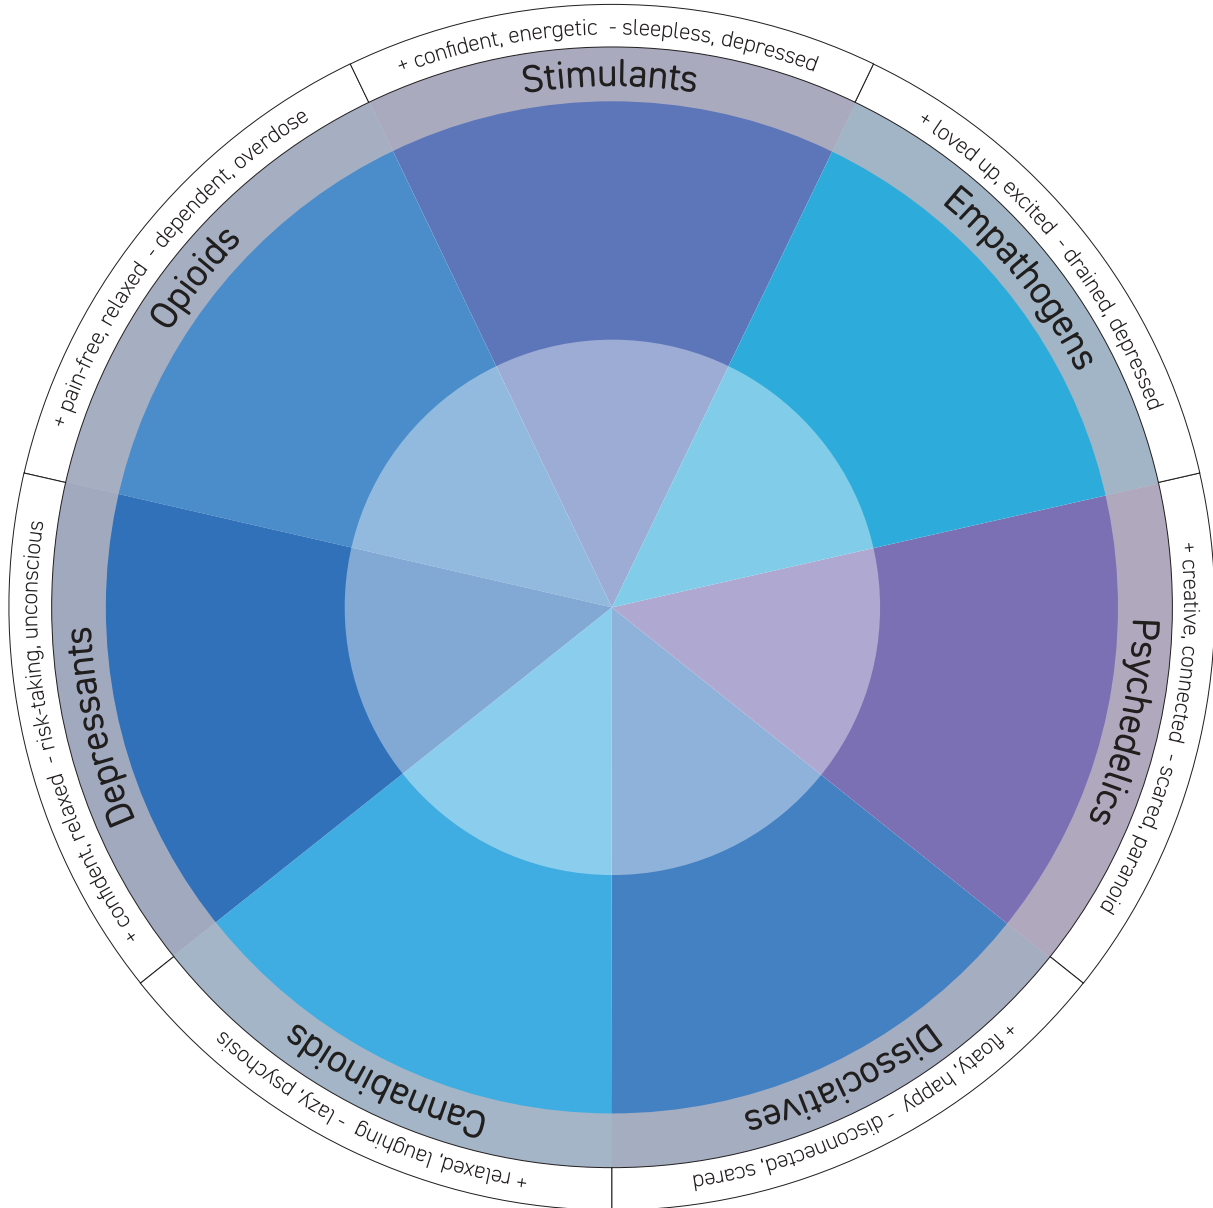 + confident, energetic - sleepless, depressed
Stimulants
+ loved up, excited - drained, depressed
Empathogens
+ creative, connected - scared, paranoid
Psychedelics
+ floaty, happy - disconnected, scared
Dissociatives
+ relaxed, laughing - lazy, psychosis
Cannabinoids
+ confident, relaxed - risk-taking, unconscious
Depressants
+ pain-free, relaxed - dependent, overdose
Opioids